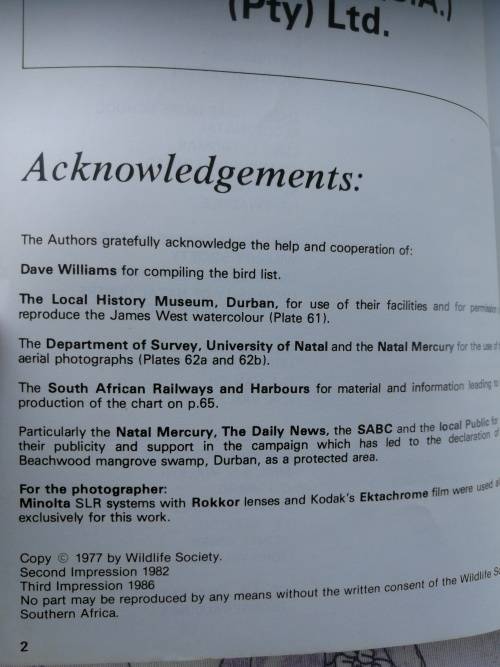 (Pty) Ltd.
Acknowledgements:
The Authors gratefully acknowledge the help and cooperation of:
Dave Williams for compiling the bird list.
The Local History Museum, Durban, for use of their facilities and for permission
reproduce the James West watercolour (Plate 61).
The Department of Survey, University of Natal and the Natal Mercury for the use of
aerial photographs (Plates 62a and 62b).
The South African Railways and Harbours for material and information leading to
production of the chart on p.65.
Particularly the Natal Mercury, The Daily News, the SABC and the local Public for
their publicity and support in the campaign which has led to the declaration of
Beachwood mangrove swamp, Durban, as a protected area.
For the photographer:
Minolta SLR systems with Rokkor lenses and Kodak's Ektachrome film were used
exclusively for this work.
Copy © 1977 by Wildlife Society.
Second Impression 1982
Third Impression 1986
No part may be reproduced by any means without the written consent of the Wildlife
Southern Africa.
2